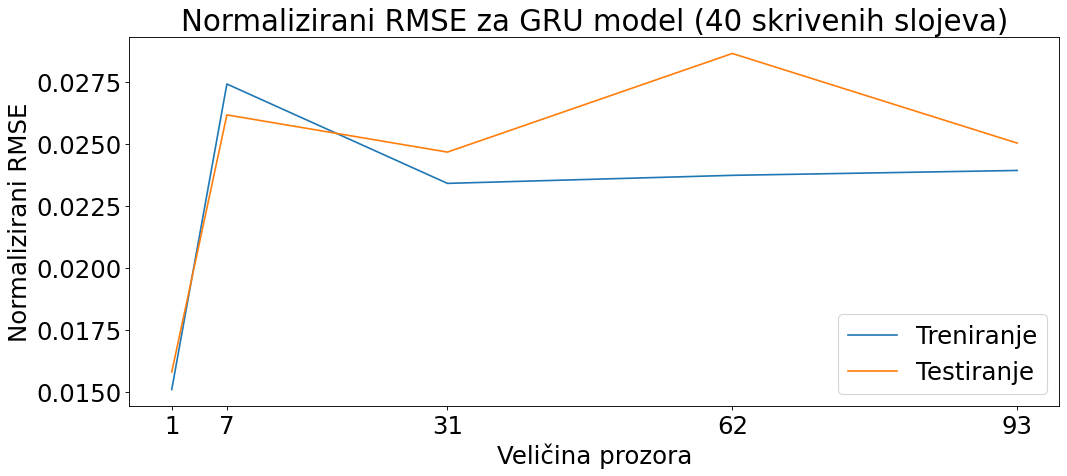 Normalizirani RMSE za GRU model (40 skrivenih slojeva)
Normalizirani RMSE
0.0275
0.0250
0.0225
0.0200
0.0175
0.0150
Treniranje
Testiranje
1 7 31 62 93
Veličina prozora